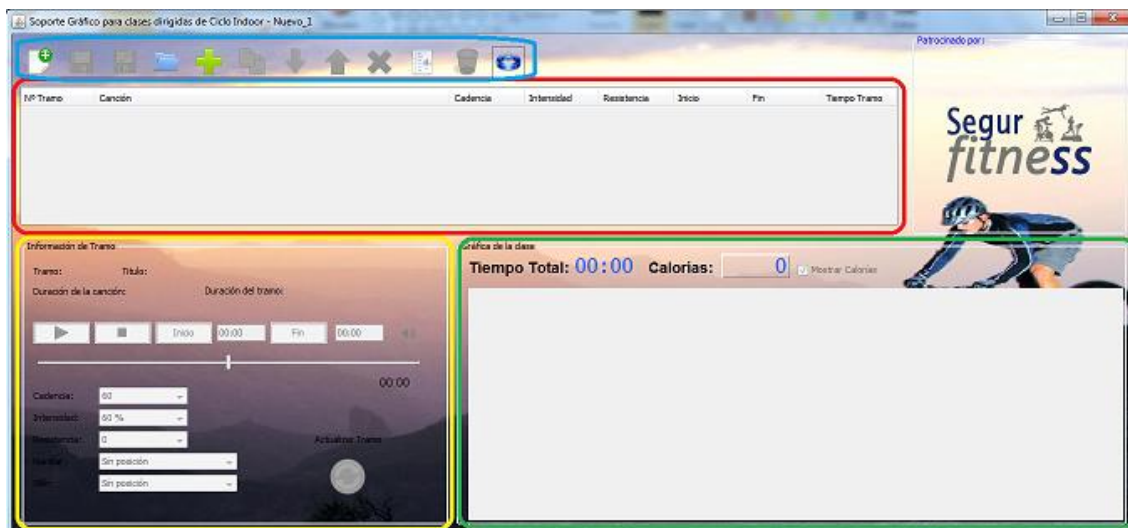 Soporte Gráfico para clases dirigidas de Ciclo Indoor - Nuevo_1
Patrocinado por:
Nº Tramo Canción Cadencia Intensidad Resistencia Inicio Fin Tiempo Tramo
Segur
fitness
Información de Tramo
Tramo: Título:
Duración de la canción: Duración del tramo:
Inicio 00:00 Fin 00:00
00:00
Cadencia: 60
Intensidad: 60 %
Resistencia: 0
Sin posición
Sin posición
Actualizar Tramo
Gráfica de la clase
Tiempo Total: 00:00 Calorias: 0 Mostrar Calorías